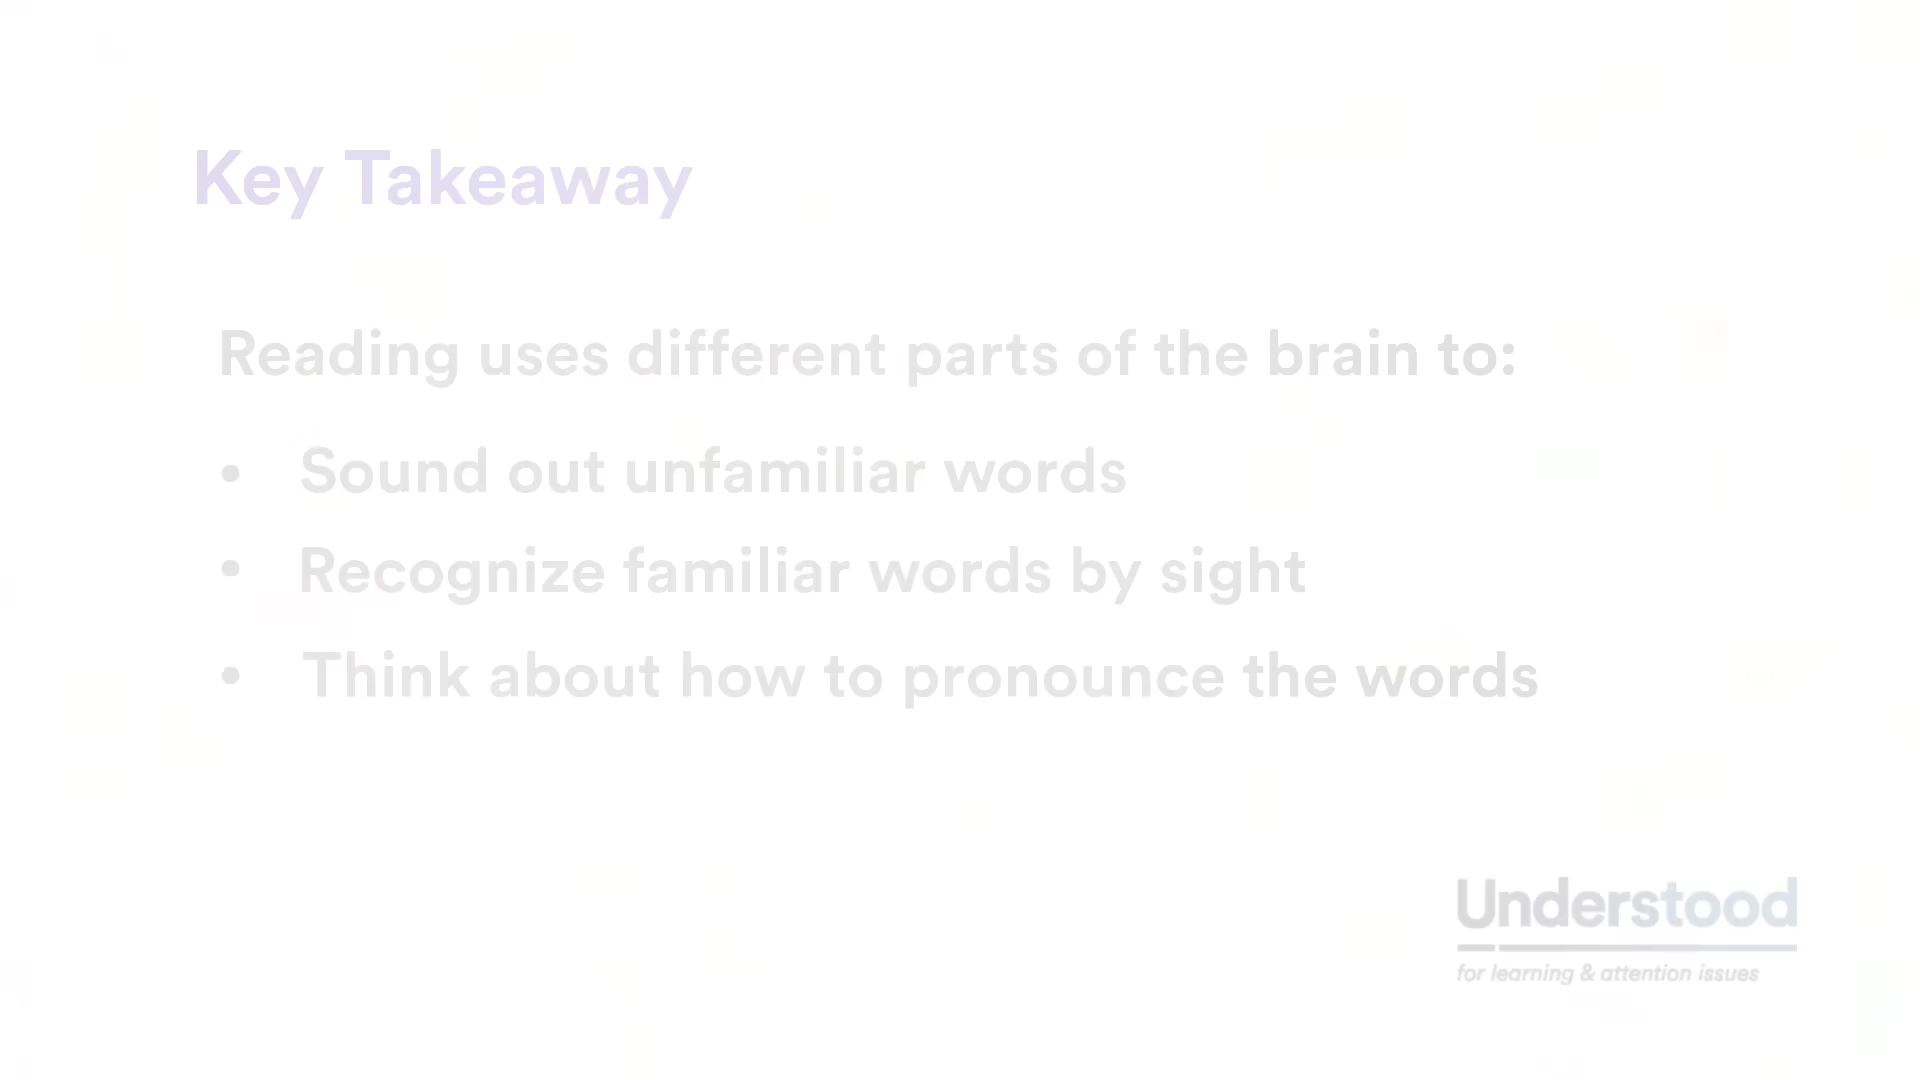 Key Takeaway
Reading uses different parts of the brain to:
• Sound out unfamiliar words
• Recognize familiar words by sight
• Think about how to pronounce the words
Understood
for learning & attention issues